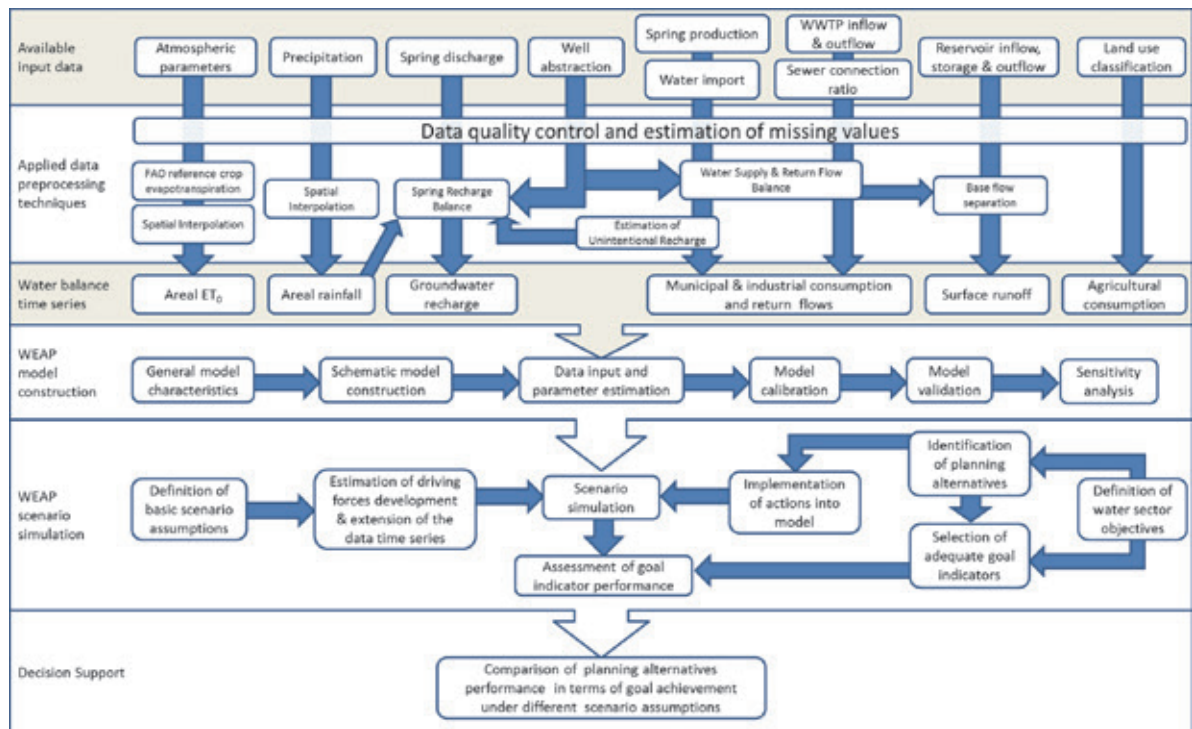 Available
input data
Atmospheric
parameters
Precipitation
Spring discharge
Well
abstraction
Spring production
Water import
WWTP inflow
& outflow
Sewer connection
ratio
Reservoir inflow,
storage & outflow
Land use
classification
Data quality control and estimation of missing values
Applied data
preprocessing
techniques
FAO reference crop
evapotranspiration
Spatial Interpolation
Spatial
Interpolation
Spring Recharge
Balance
Water Supply & Return Flow
Balance
Estimation of
Unintentional Recharge
Base flow
separation
Water balance
time series
Areal ET0
Areal rainfall
Groundwater
recharge
Municipal & industrial consumption
and return flows
Surface runoff
Agricultural
consumption
WEAP
model
construction
General model
characteristics
Schematic model
construction
Data input and
parameter estimation
Model
calibration
Model
validation
Sensitivity
analysis
WEAP
scenario
simulation
Definition of
basic scenario
assumptions
Estimation of driving
forces development
& extension of the
data time series
Scenario
simulation
Implementation
of actions into
model
Identification
of planning
alternatives
Definition of
water sector
objectives
Selection of
adequate goal
indicators
Assessment of goal
indicator performance
Decision Support
Comparison of planning alternatives
performance in terms of goal achievement
under different scenario assumptions